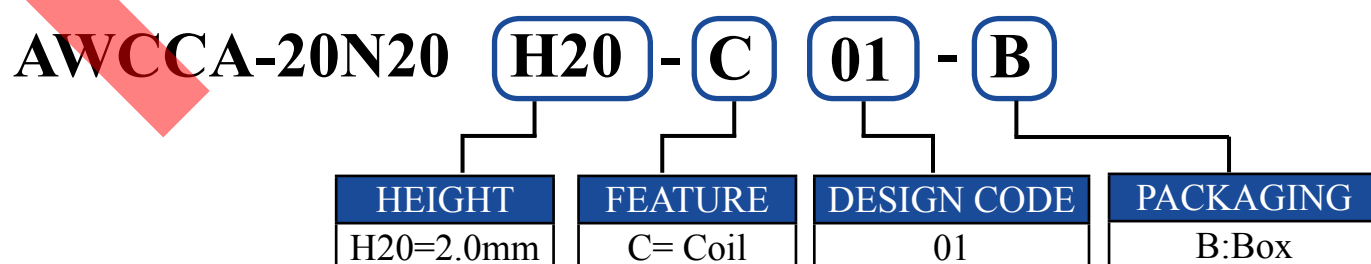 AWCCA-20N20 H20 - C 01 - B
HEIGHT FEATURE DESIGN CODE PACKAGING
H20=2.0mm C= Coil 01 B:Box